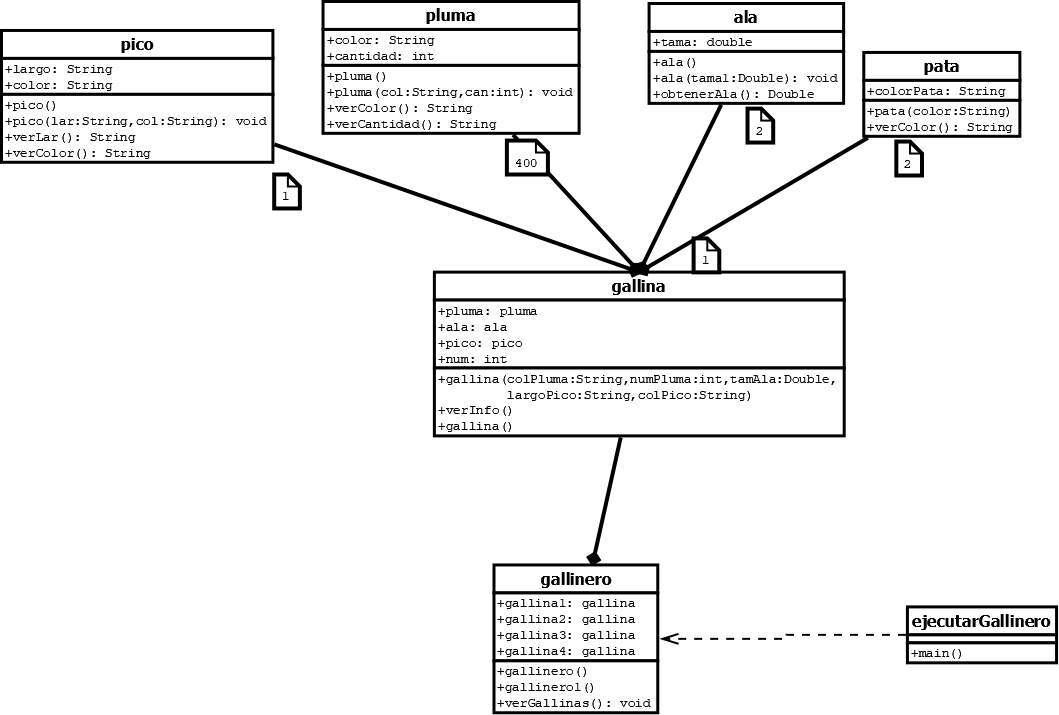 pico
+largo: String
+color: String
+pico()
+pico(lar:String,col:String): void
+verLar(): String
+verColor(): String
1
pluma
+color: String
+cantidad: int
+pluma()
+pluma(col:String,can:int): void
+verColor(): String
+verCantidad(): String
400
ala
+tama: double
+ala()
+ala(tamal:Double): void
+obtenerAla(): Double
2
pata
+colorPata: String
+pata(color:String)
+verColor(): String
2
1
gallina
+pluma: pluma
+ala: ala
+pico: pico
+num: int
+gallina(colPluma:String,numPluma:int,tamAla:Double,
largoPico:String,colPico:String)
+verInfo()
+gallina()
gallinero
+gallina1: gallina
+gallina2: gallina
+gallina3: gallina
+gallina4: gallina
+gallinero()
+gallinero1()
+verGallinas(): void
ejecutarGallinero
+main()